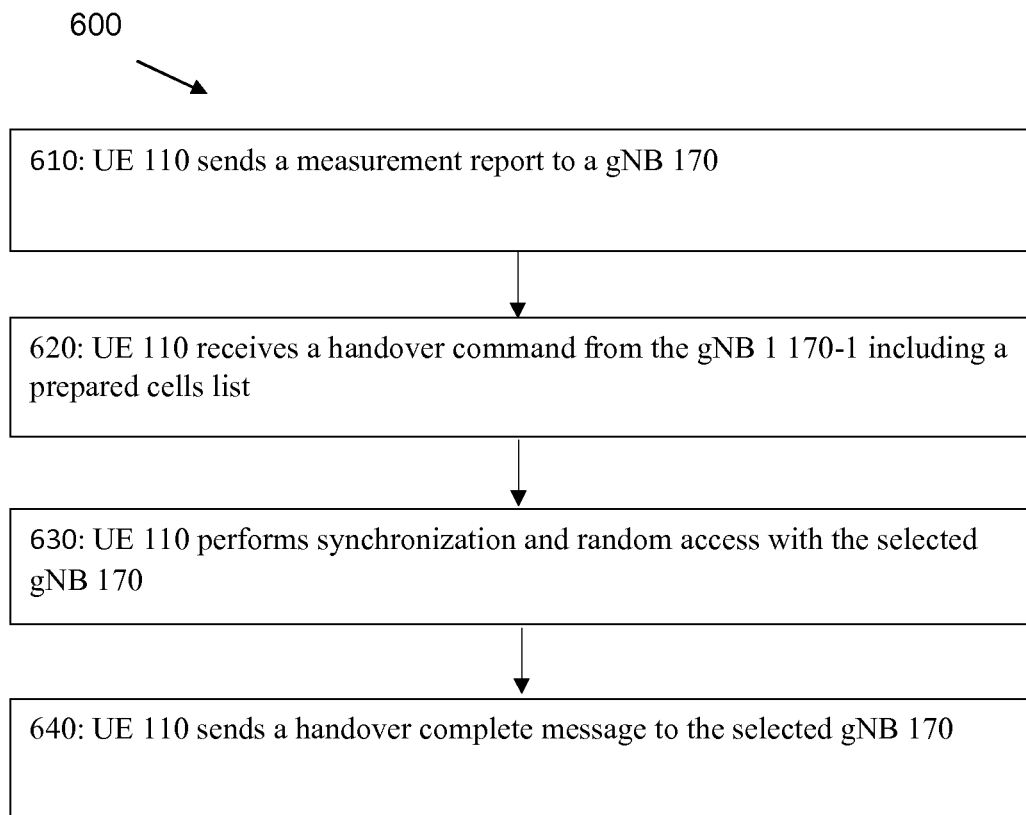 600
610: UE 110 sends a measurement report to a gNB 170
620: UE 110 receives a handover command from the gNB 1 170-1 including a
prepared cells list
630: UE 110 performs synchronization and random access with the selected
gNB 170
640: UE 110 sends a handover complete message to the selected gNB 170